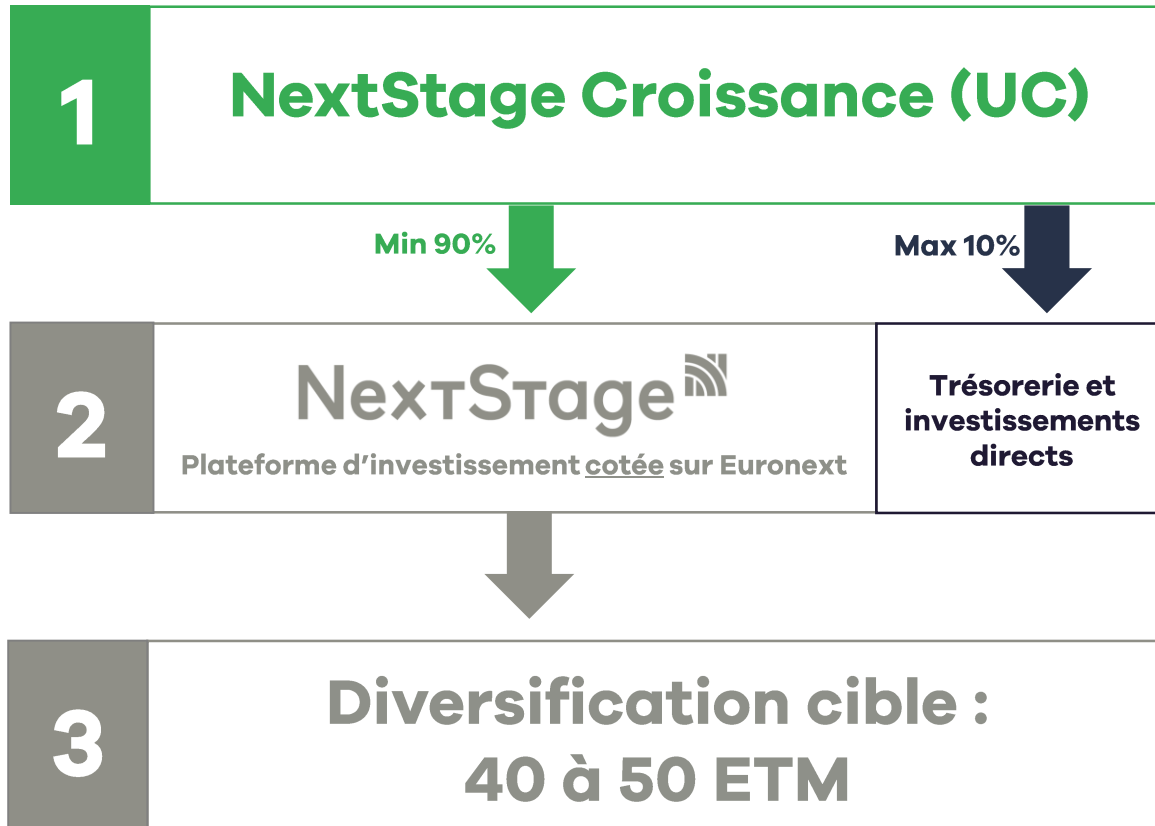 1
NextStage Croissance (UC)
Min 90%
Max 10%
2
NexTSTage
Plateforme d'investissement cotée sur Euronext
Trésorerie et
investissements
directs
3
Diversification cible :
40 à 50 ETM